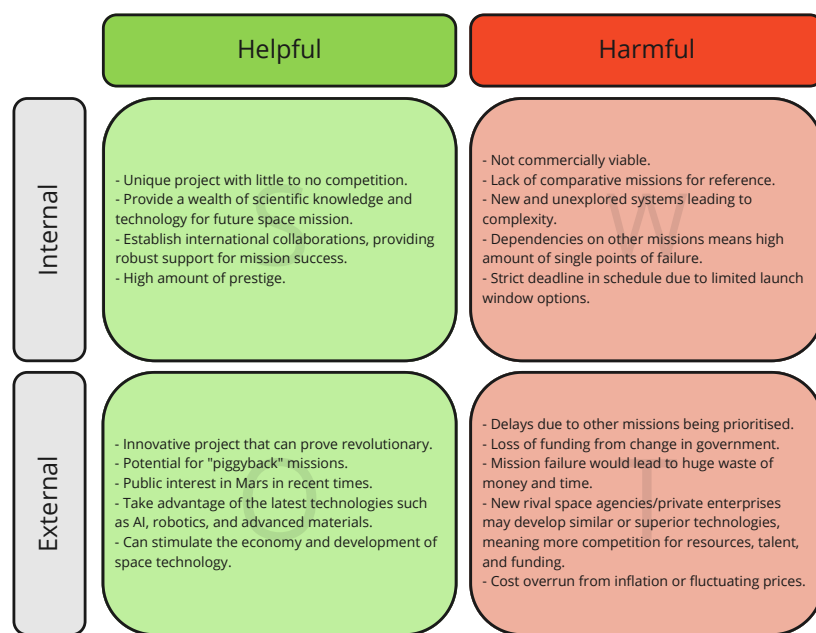 Helpful
Harmful
Internal
S
- Unique project with little to no competition.
- Provide a wealth of scientific knowledge and
technology for future space mission.
- Establish international collaborations, providing
robust support for mission success.
- High amount of prestige.
W
- Not commercially viable.
- Lack of comparative missions for reference.
- New and unexplored systems leading to
complexity.
- Dependencies on other missions means high
amount of single points of failure.
- Strict deadline in schedule due to limited launch
window options.
External
O
- Innovative project that can prove revolutionary.
- Potential for "piggyback" missions.
- Public interest in Mars in recent times.
- Take advantage of the latest technologies such
as AI, robotics, and advanced materials.
- Can stimulate the economy and development of
space technology.
T
- Delays due to other missions being prioritised.
- Loss of funding from change in government.
- Mission failure would lead to huge waste of
money and time.
- New rival space agencies/private enterprises
may develop similar or superior technologies,
meaning more competition for resources, talent,
and funding.
- Cost overrun from inflation or fluctuating prices.